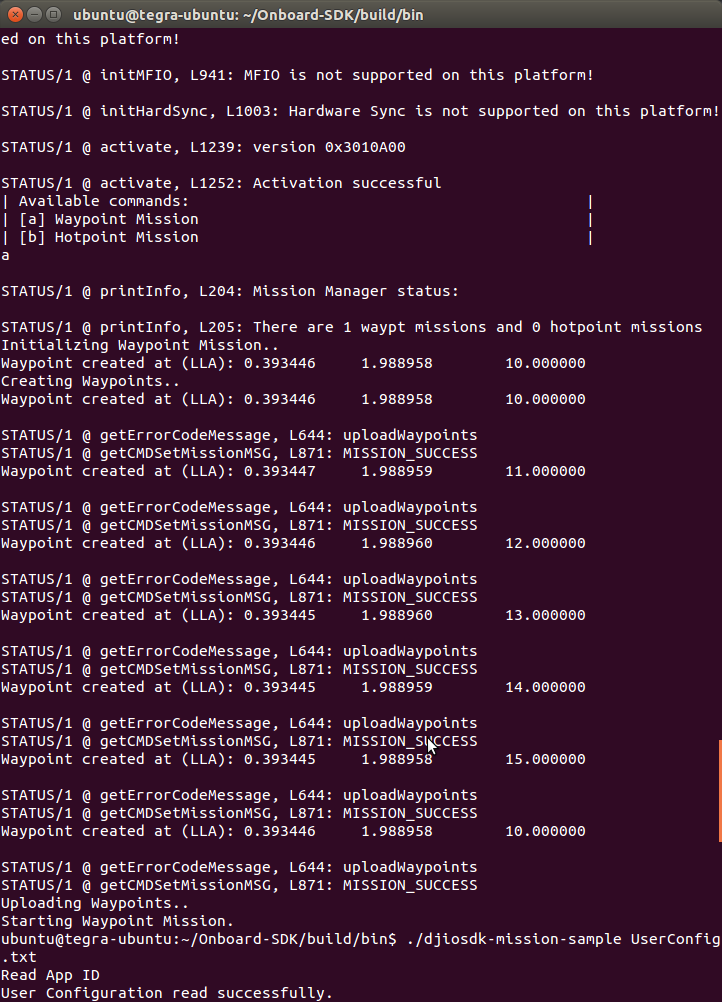 ubuntu@tegra-ubuntu: ~/Onboard-SDK/build/bin
ed on this platform!
STATUS/1 @ initMFIO, L941: MFIO is not supported on this platform!
STATUS/1 @ initHardSync, L1003: Hardware Sync is not supported on this platform!
STATUS/1 @ activate, L1239: version 0x3010A00
STATUS/1 @ activate, L1252: Activation successful
| Available commands:                                            |
| [a] Waypoint Mission                                           |
| [b] Hotpoint Mission                                           |
a
STATUS/1 @ printInfo, L204: Mission Manager status:
STATUS/1 @ printInfo, L205: There are 1 waypt missions and 0 hotpoint missions
Initializing Waypoint Mission..
Waypoint created at (LLA): 0.393446     1.988958        10.000000
Creating Waypoints..
Waypoint created at (LLA): 0.393446     1.988958        10.000000
STATUS/1 @ getErrorCodeMessage, L644: uploadWaypoints
STATUS/1 @ getCMDSetMissionMSG, L871: MISSION_SUCCESS
Waypoint created at (LLA): 0.393447     1.988959        11.000000
STATUS/1 @ getErrorCodeMessage, L644: uploadWaypoints
STATUS/1 @ getCMDSetMissionMSG, L871: MISSION_SUCCESS
Waypoint created at (LLA): 0.393446     1.988960        12.000000
STATUS/1 @ getErrorCodeMessage, L644: uploadWaypoints
STATUS/1 @ getCMDSetMissionMSG, L871: MISSION_SUCCESS
Waypoint created at (LLA): 0.393445     1.988960        13.000000
STATUS/1 @ getErrorCodeMessage, L644: uploadWaypoints
STATUS/1 @ getCMDSetMissionMSG, L871: MISSION_SUCCESS
Waypoint created at (LLA): 0.393445     1.988959        14.000000
STATUS/1 @ getErrorCodeMessage, L644: uploadWaypoints
STATUS/1 @ getCMDSetMissionMSG, L871: MISSION_SUCCESS
Waypoint created at (LLA): 0.393445     1.988958        15.000000
STATUS/1 @ getErrorCodeMessage, L644: uploadWaypoints
STATUS/1 @ getCMDSetMissionMSG, L871: MISSION_SUCCESS
Waypoint created at (LLA): 0.393446     1.988958        10.000000
STATUS/1 @ getErrorCodeMessage, L644: uploadWaypoints
STATUS/1 @ getCMDSetMissionMSG, L871: MISSION_SUCCESS
Uploading Waypoints..
Starting Waypoint Mission.
ubuntu@tegra-ubuntu:~/Onboard-SDK/build/bin$ ./djiosdk-mission-sample UserConfig
.txt
Read App ID
User Configuration read successfully.